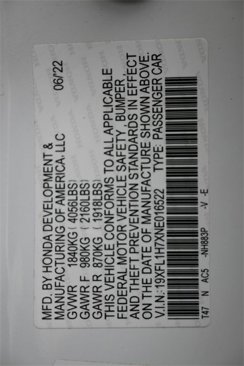 MFD. BY HONDA DEVELOPMENT & 06/22
MANUFACTURING OF AMERICA, LLC
GVWR 1840KG ( 4056LBS)
GAWR F 980KG ( 2160LBS)
GAWR R 870KG ( 1918LBS)
THIS VEHICLE CONFORMS TO ALL APPLICABLE
FEDERAL MOTOR VEHICLE SAFETY, BUMPER,
AND THEFT PREVENTION STANDARDS IN EFFECT
ON THE DATE OF MANUFACTURE SHOWN ABOVE.
V.I.N.: 19XFL1H77NE016522 TYPE: PASSENGER CAR
T47 N AC5 -NH883P -V -E